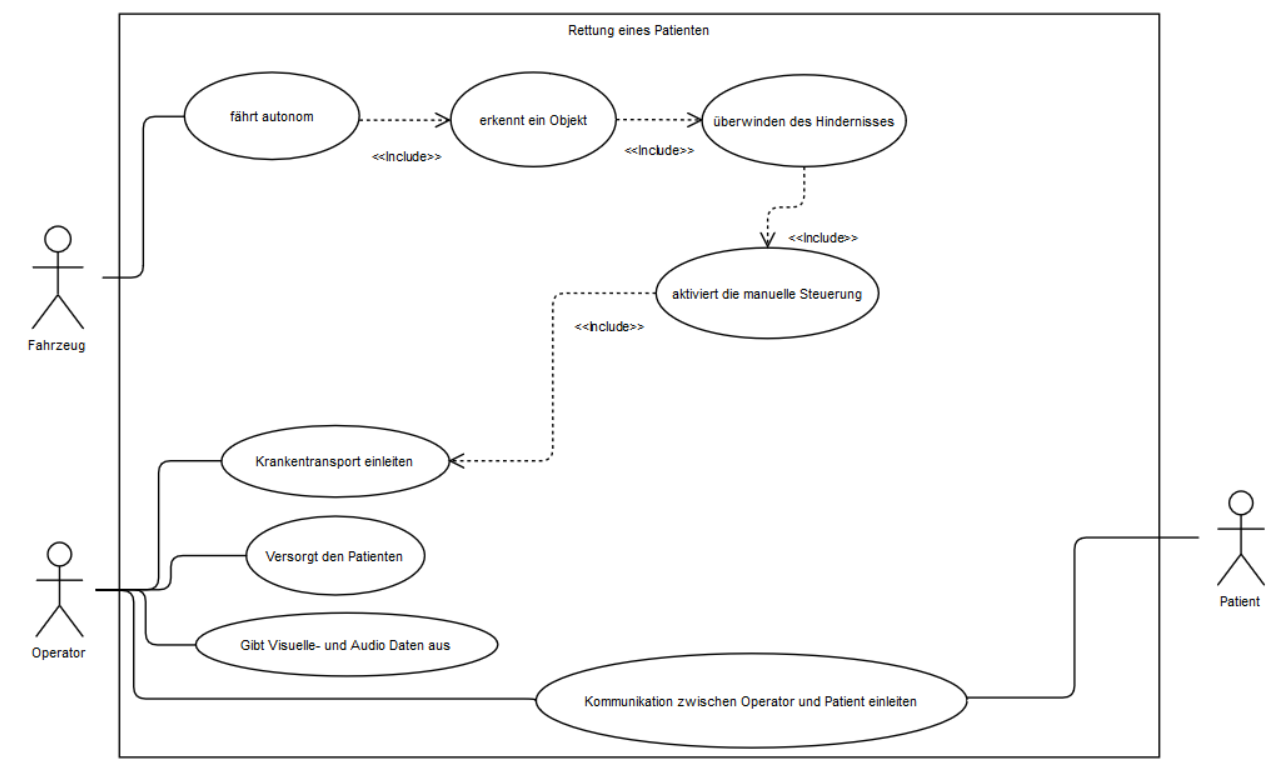 Rettung eines Patienten
fährt autonom
erkennt ein Objekt
überwinden des Hindernisses
<<Include>>
<<Include>>
<<Include>>
aktiviert die manuelle Steuerung
<<Include>>
Fahrzeug
Krankentransport einleiten
Versorgt den Patienten
Patient
Gibt Visuelle- und Audio Daten aus
Operator
Kommunikation zwischen Operator und Patient einleiten